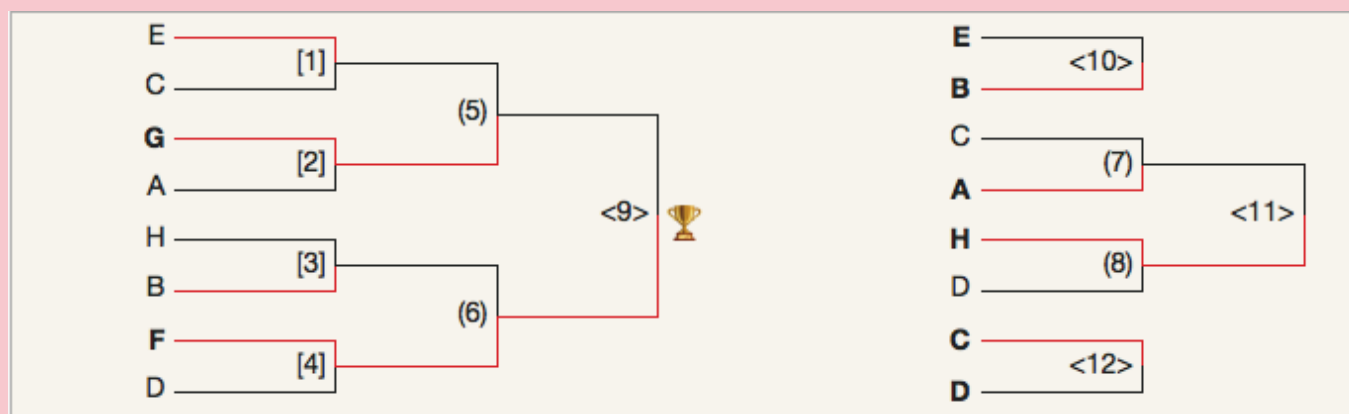 E
[1]
C
(5)
G
[2]
A
<9>
H
[3]
B
(6)
F
[4]
D
E
<10>
B
C
(7)
A
<11>
H
(8)
D
C
<12>
D